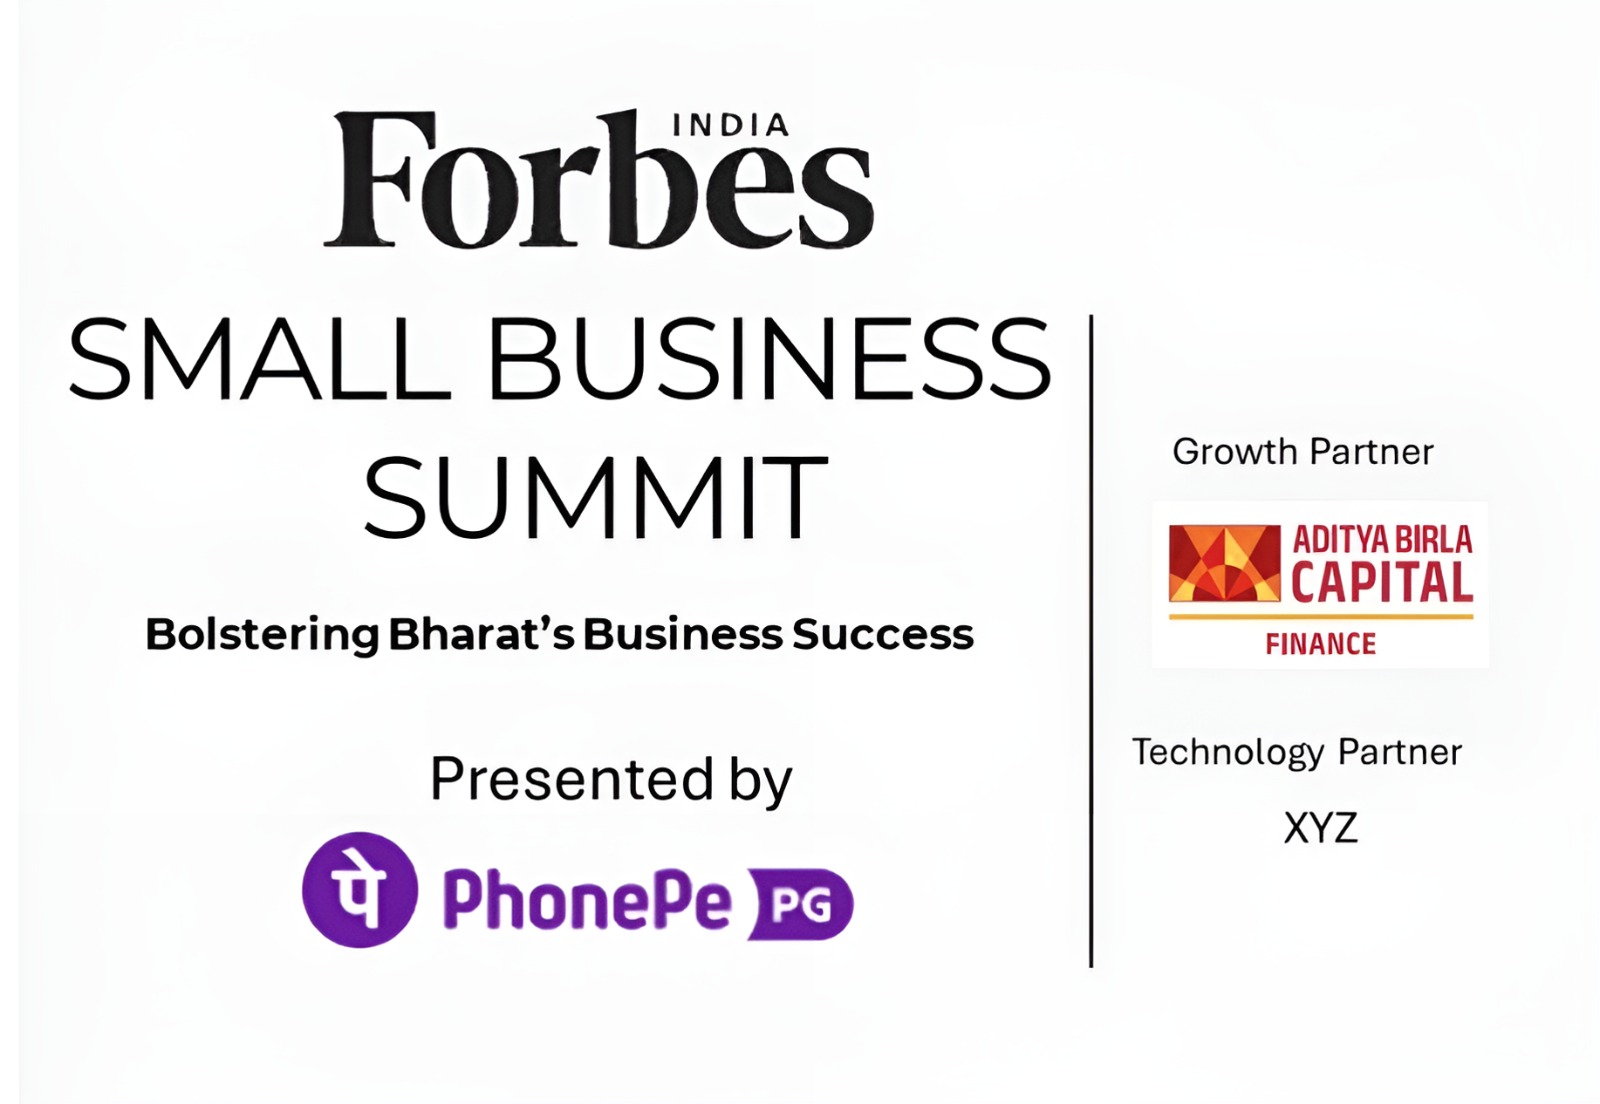 Forbes
INDIA
SMALL BUSINESS
SUMMIT
Bolstering Bharat’s Business Success
Presented by
पे PhonePe PG
Growth Partner
ADITYA BIRLA
CAPITAL
FINANCE
Technology Partner
XYZ